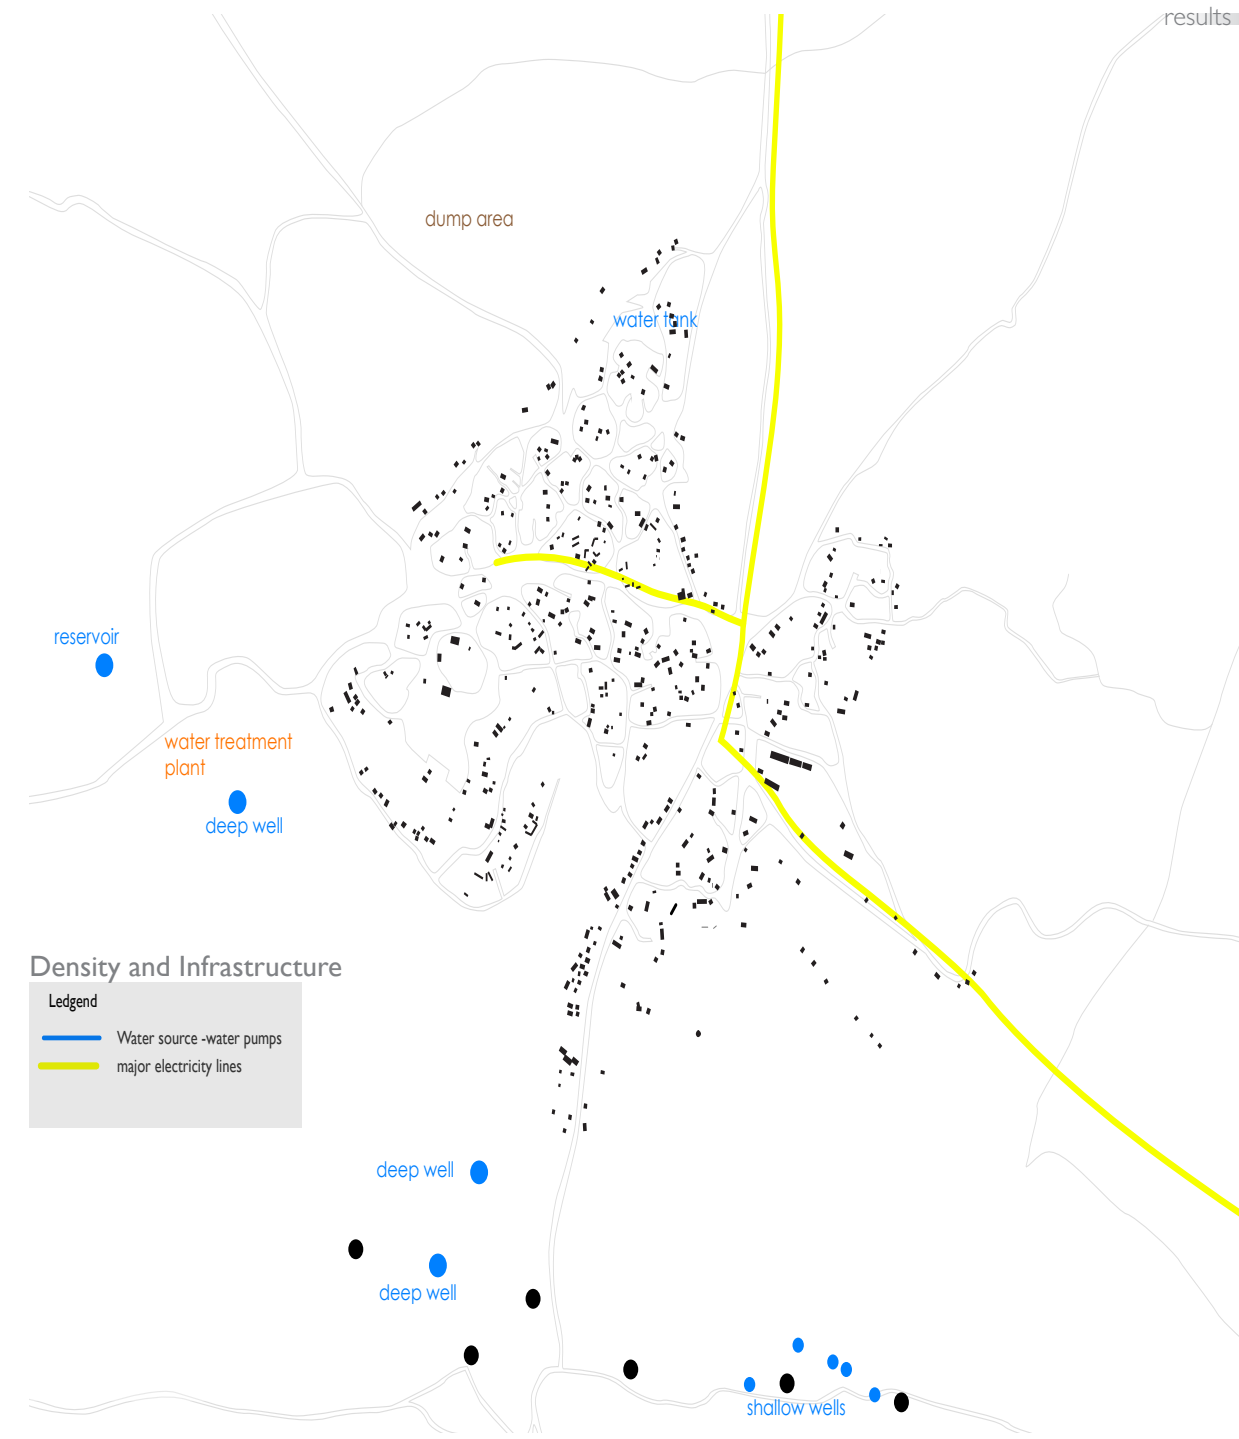 results
dump area
water tank
reservoir
water treatment
plant
deep well
Density and Infrastructure
Ledgend
Water source -water pumps
major electricity lines
deep well
deep well
shallow wells